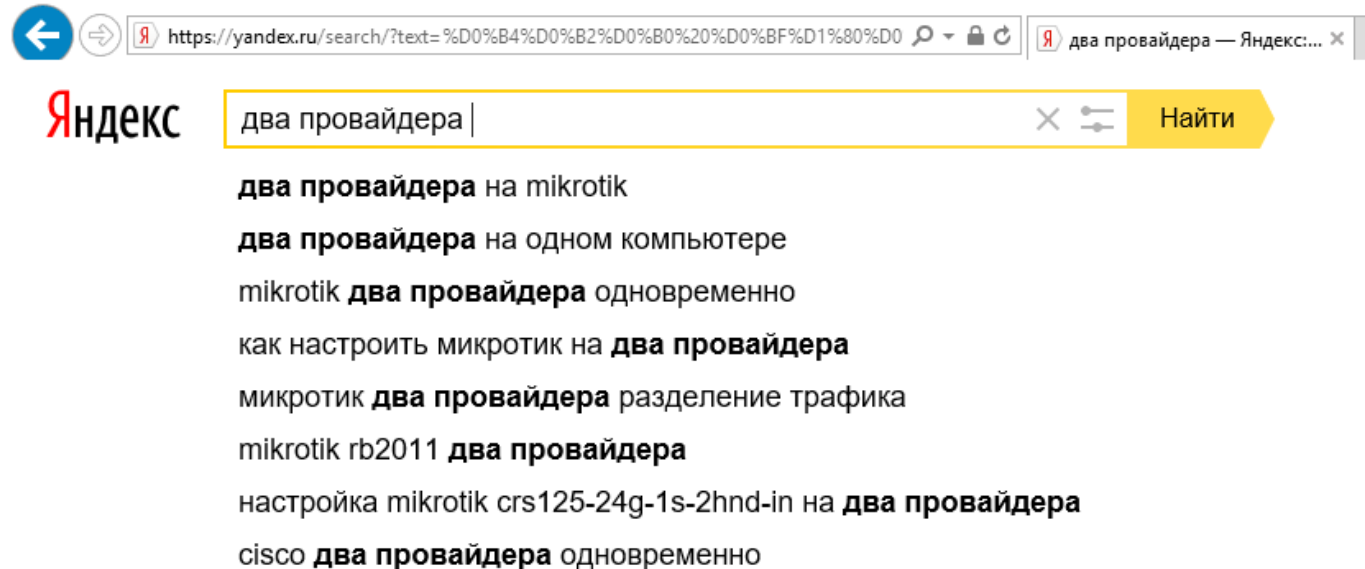 Я https://yandex.ru/search/?text=%D0%B4%D0%B2%D0%B0%20%D0%BF%D1%80%D0 Я два провайдера — Яндекс:...
Яндекс два провайдера Найти
два провайдера на mikrotik
два провайдера на одном компьютере
mikrotik два провайдера одновременно
как настроить микротик на два провайдера
микротик два провайдера разделение трафика
mikrotik rb2011 два провайдера
настройка mikrotik crs125-24g-1s-2hnd-in на два провайдера
cisco два провайдера одновременно